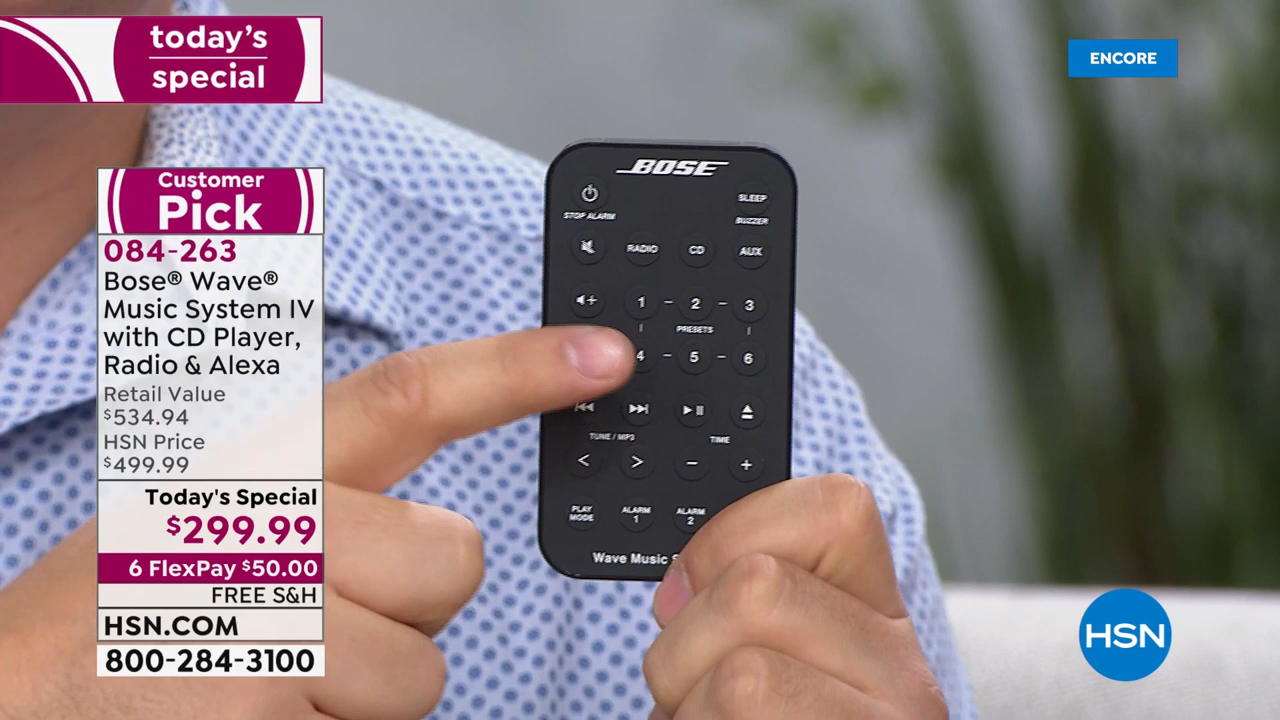 today's
special
ENCORE
Customer
Pick
084-263
Bose® Wave®
Music System IV
with CD Player,
Radio & Alexa
Retail Value
$534.94
HSN Price
$499.99
Today's Special
$299.99
6 FlexPay $50.00
FREE S&H
HSN.COM
800-284-3100
BOSE
STOP ALARM
SLEEP
BUZZER
RADIO
CD
AUX
1 - 2 - 3
PRESETS
4 - 5 - 6
TUNE / MP3
TIME
< > − +
PLAY
MODE
ALARM
1
ALARM
2
Wave Music
HSN